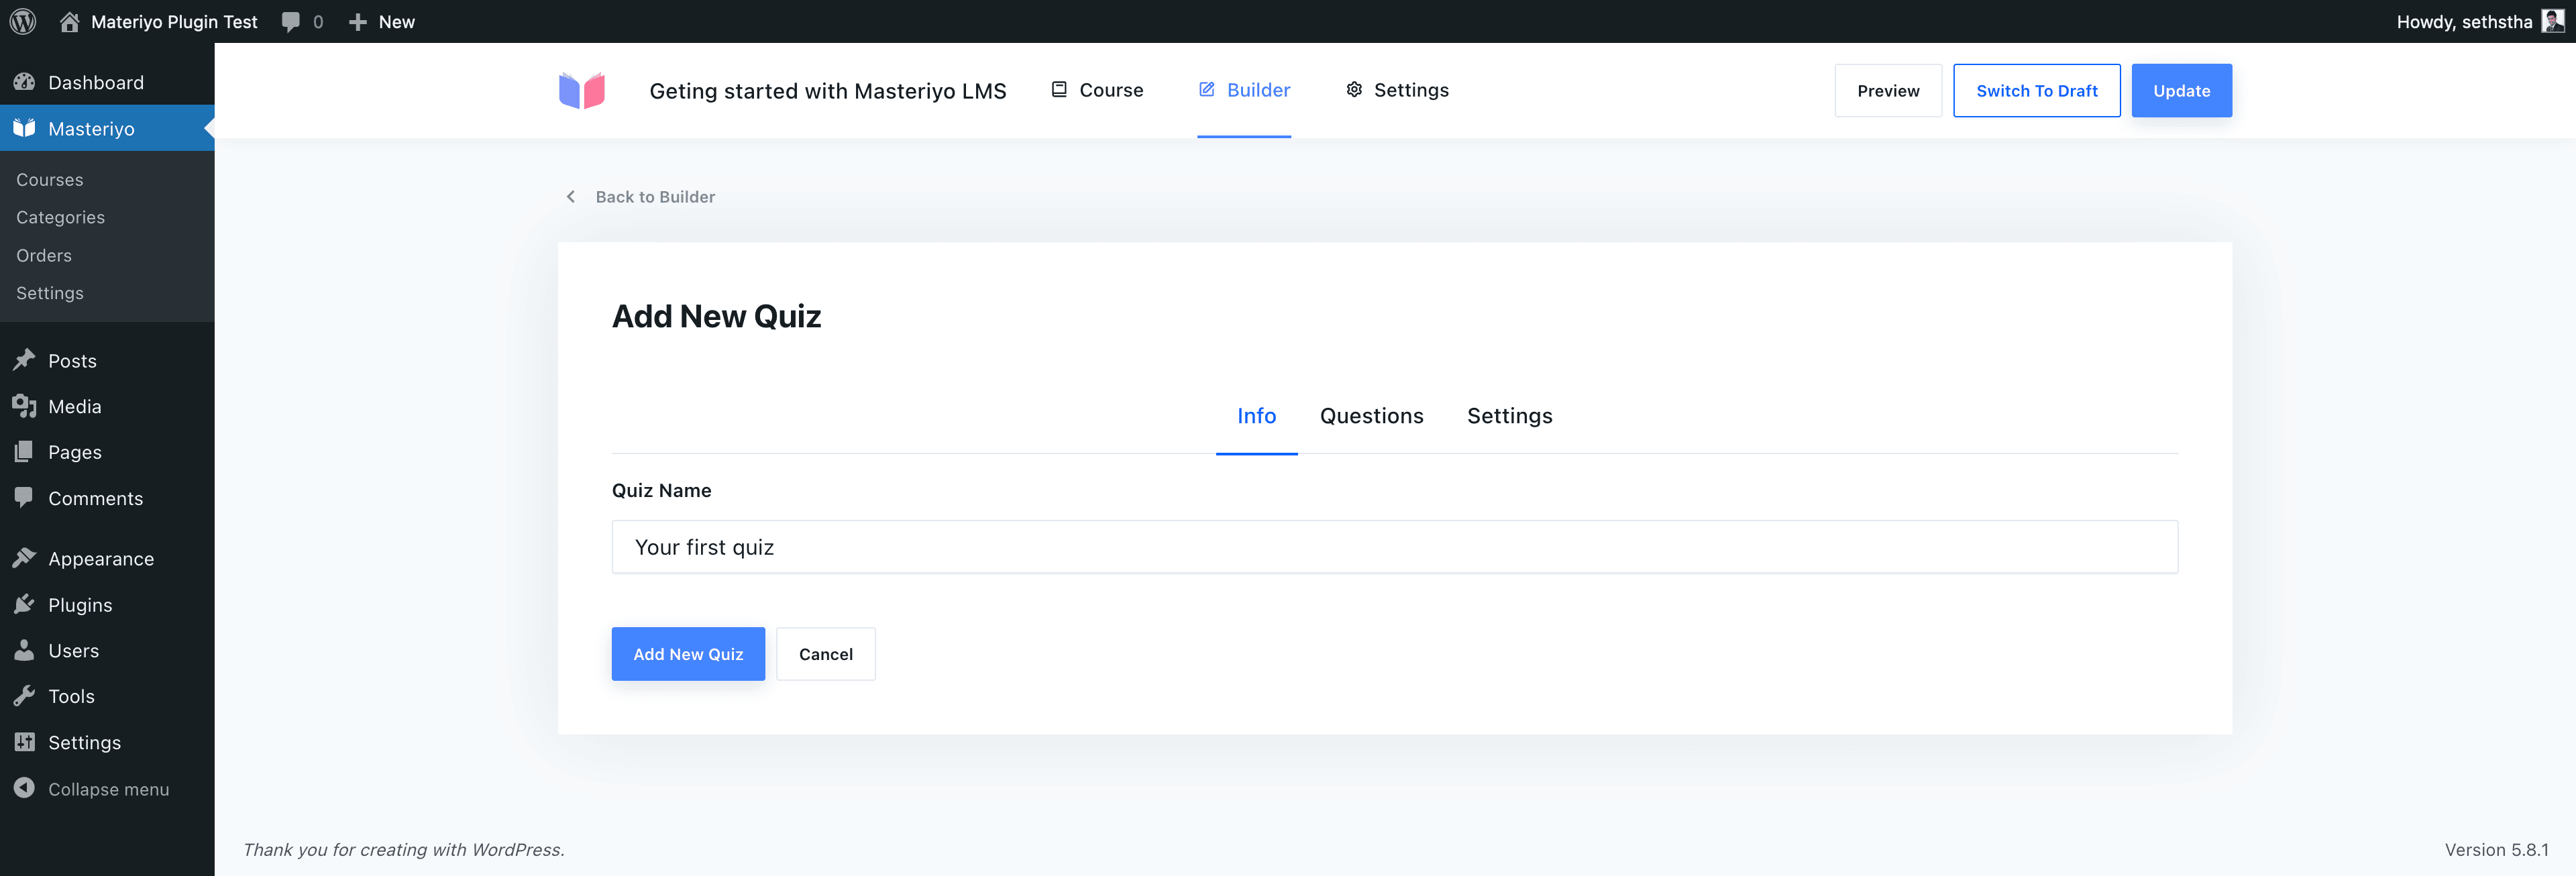 Materiyo Plugin Test
0
New
Howdy, sethstha
Dashboard
Masteriyo
Courses
Categories
Orders
Settings
Posts
Media
Pages
Comments
Appearance
Plugins
Users
Tools
Settings
Collapse menu
Geting started with Masteriyo LMS
Course
Builder
Settings
Preview
Switch To Draft
Update
Back to Builder
Add New Quiz
Info
Questions
Settings
Quiz Name
Your first quiz
Add New Quiz
Cancel
Thank you for creating with WordPress.
Version 5.8.1